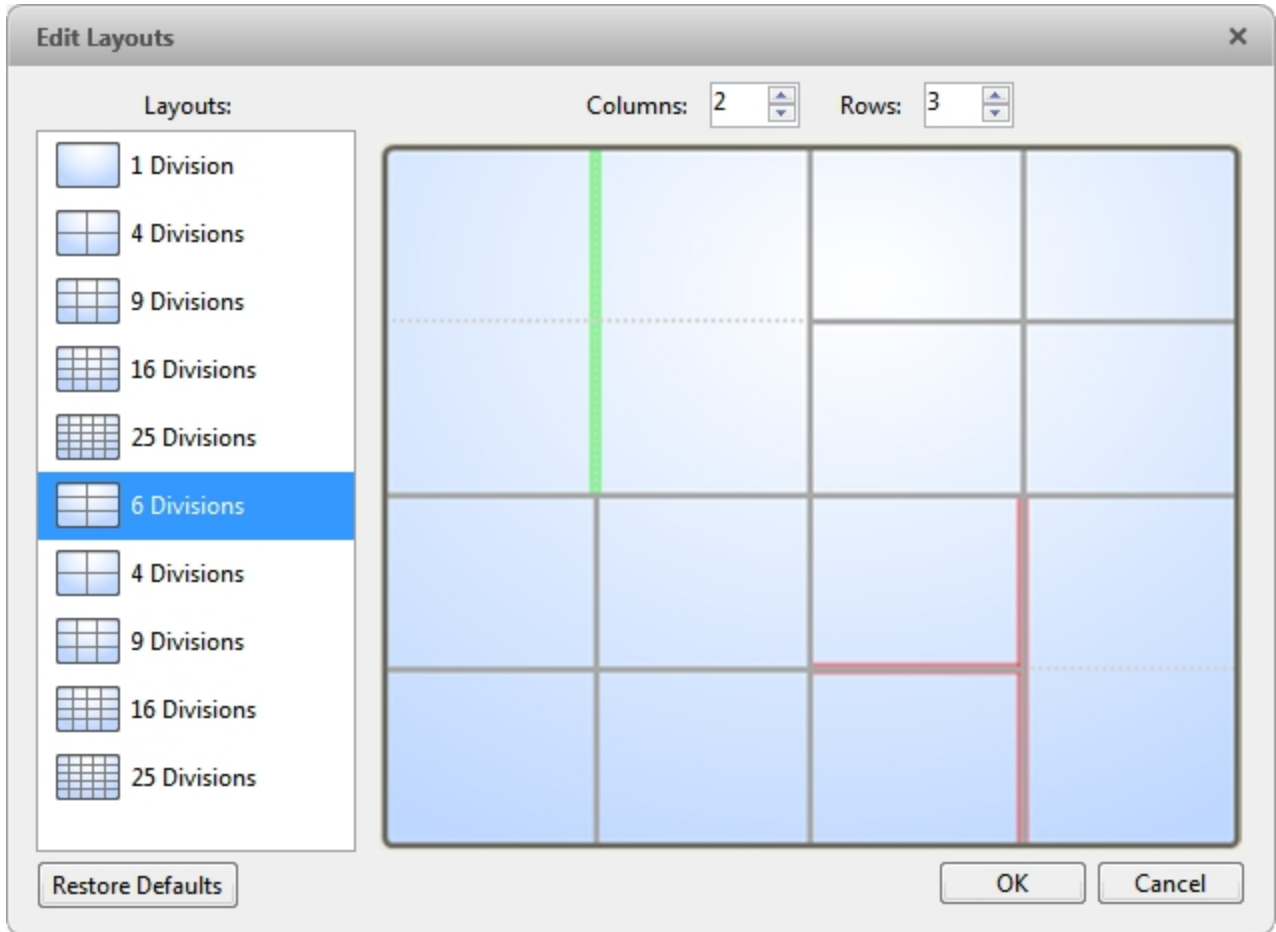 Edit Layouts
Layouts:
Columns: 2 Rows: 3
1 Division
4 Divisions
9 Divisions
16 Divisions
25 Divisions
6 Divisions
4 Divisions
9 Divisions
16 Divisions
25 Divisions
Restore Defaults
OK
Cancel